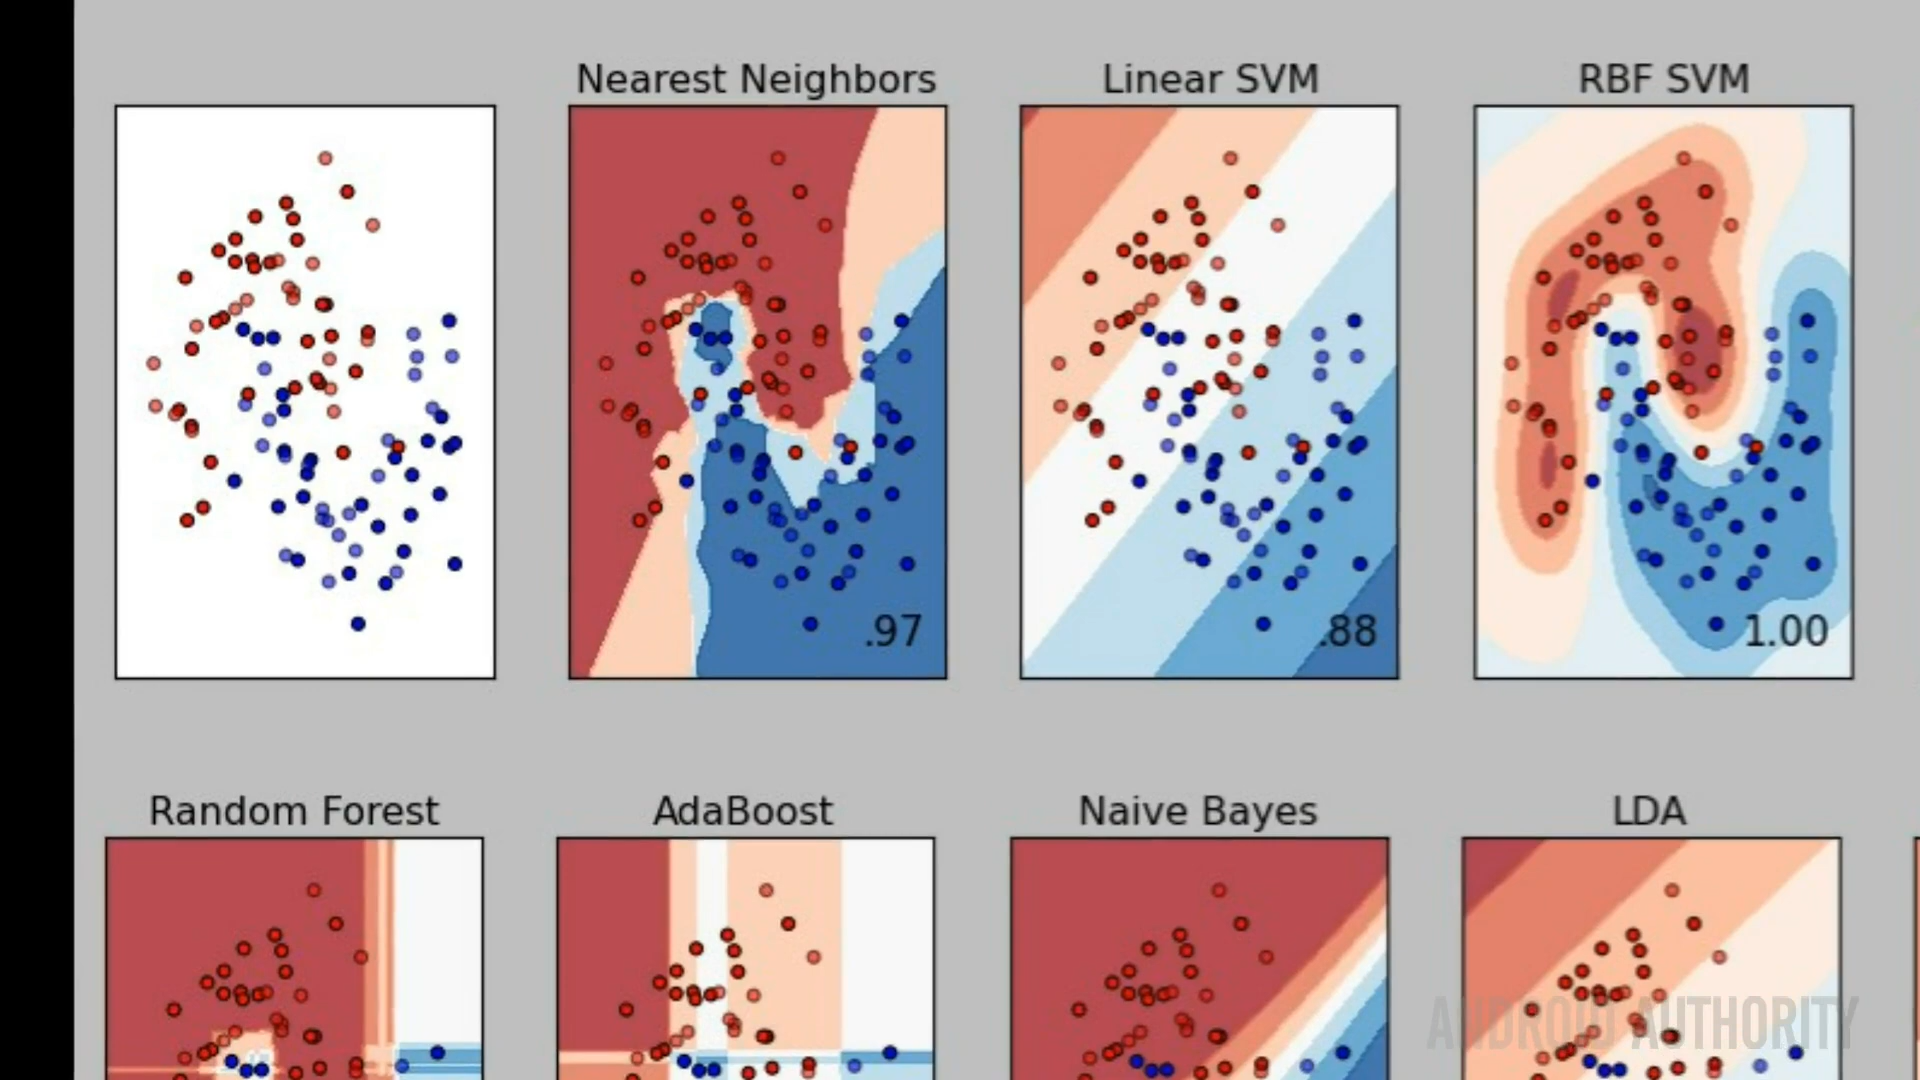 Nearest Neighbors
Linear SVM
RBF SVM
.97
.88
1.00
Random Forest
AdaBoost
Naive Bayes
LDA
ANDROID AUTHORITY